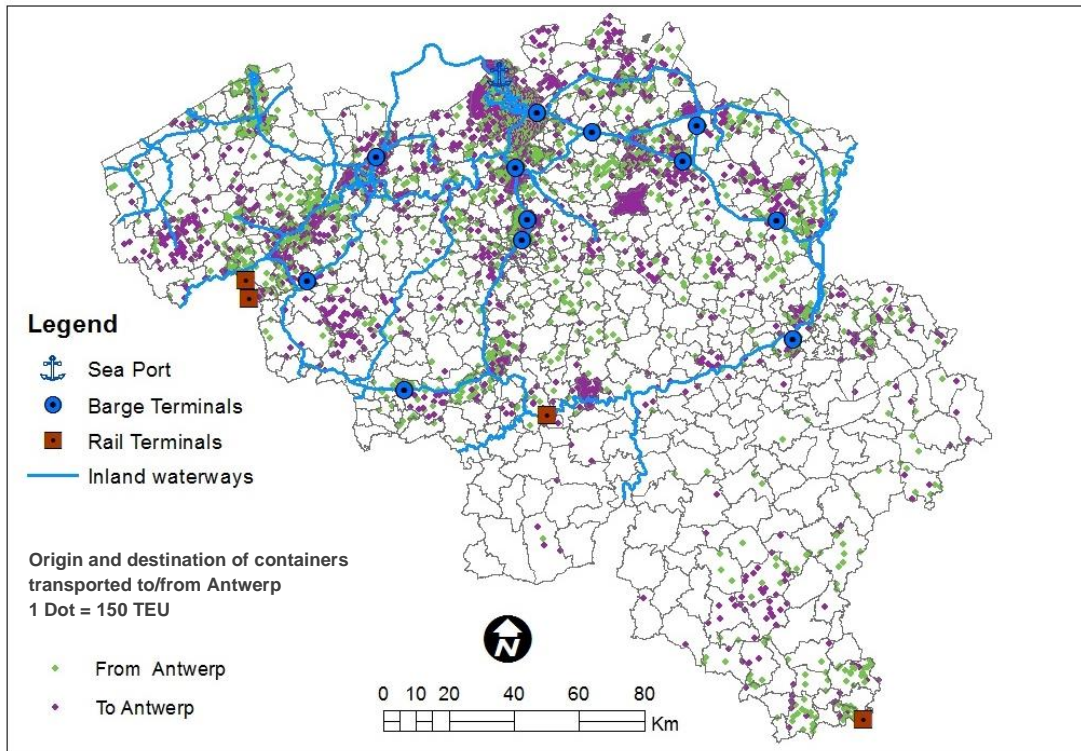 Legend
Sea Port
Barge Terminals
Rail Terminals
Inland waterways
Origin and destination of containers
transported to/from Antwerp
1 Dot = 150 TEU
From Antwerp
To Antwerp
N
0 10 20 40 60 80
Km